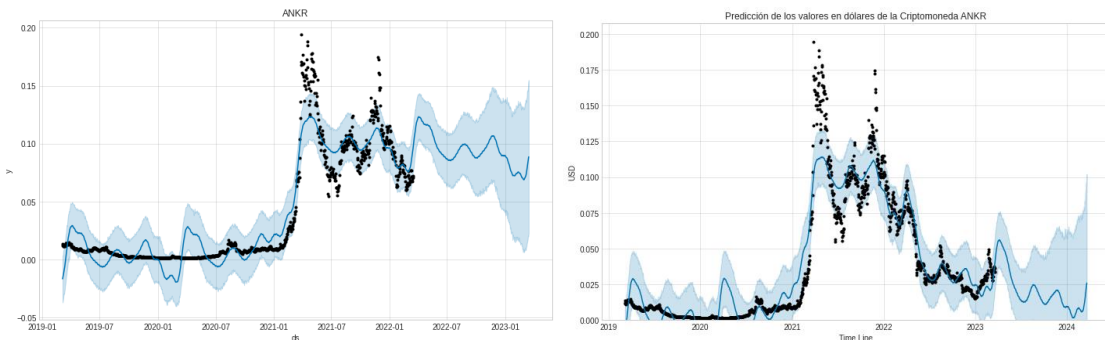 ANKR
0.20
0.15
0.10
y
0.05
0.00
−0.05
2019-01 2019-07 2020-01 2020-07 2021-01 2021-07 2022-01 2022-07 2023-01
ds
Predicción de los valores en dólares de la Criptomoneda ANKR
0.200
0.175
0.150
0.125
USD
0.100
0.075
0.050
0.025
0.000
2019 2020 2021 2022 2023 2024
Time Line